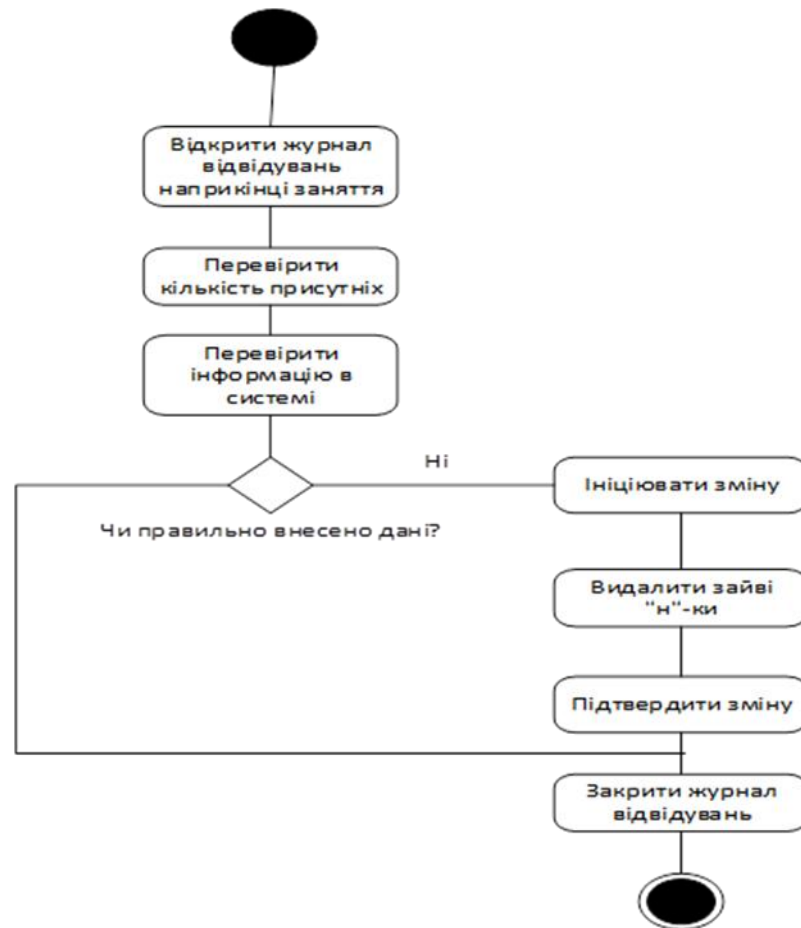 Відкрити журнал
відвідувань
наприкінці заняття
Перевірити
кількість присутніх
Перевірити
інформацію в
системі
Ні
Чи правильно внесено дані?
Ініціювати зміну
Видалити зайві
"н"-ки
Підтвердити зміну
Закрити журнал
відвідувань